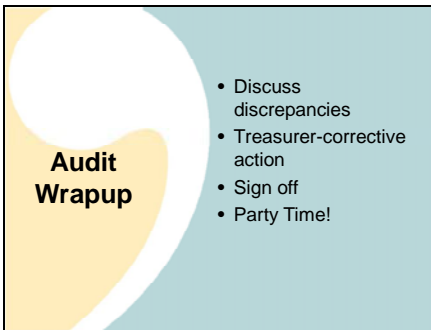 Audit
Wrapup
• Discuss
discrepancies
• Treasurer-corrective
action
• Sign off
• Party Time!